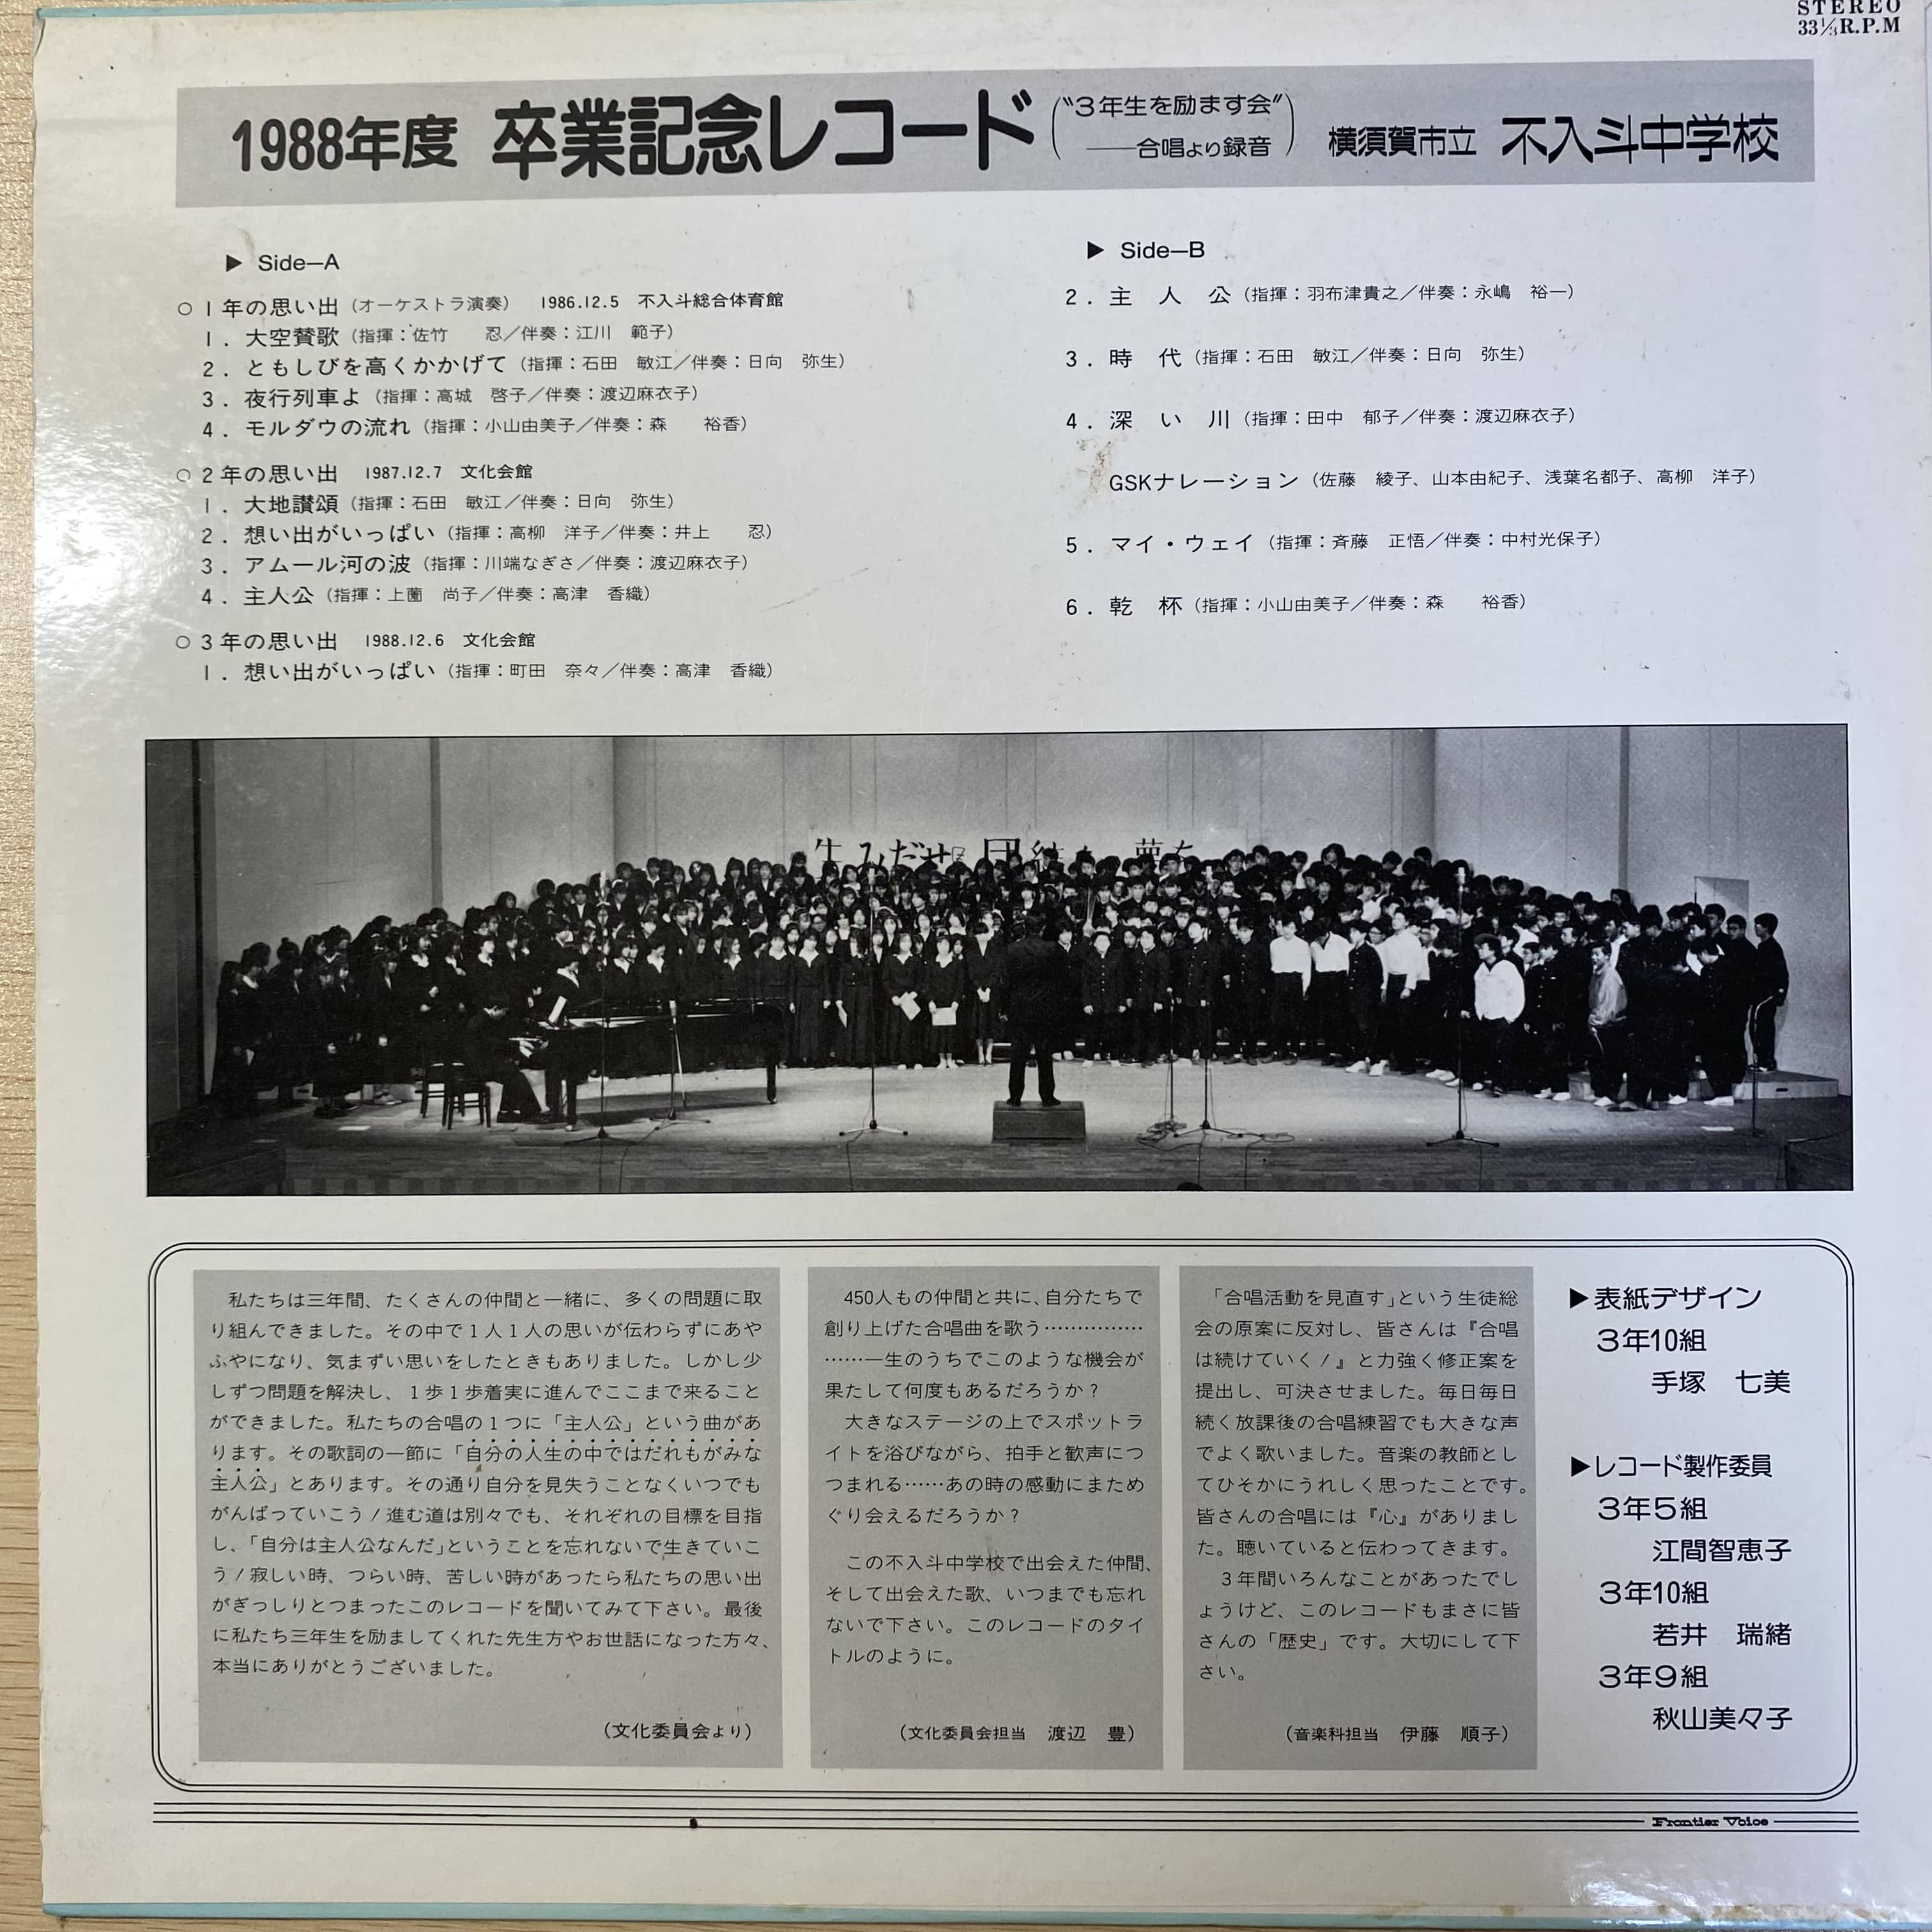 STEREO
33⅓R.P.M
1988年度 卒業記念レコード
(“3年生を励ます会”
——合唱より録音)
横須賀市立 不入斗中学校
▶ Side—A
○ 1年の思い出（オーケストラ演奏） 1986.12.5 不入斗総合体育館
1．大空賛歌（指揮：佐竹 忍／伴奏：江川 範子）
2．ともしびを高くかかげて（指揮：石田 敏江／伴奏：日向 弥生）
3．夜行列車よ（指揮：高城 啓子／伴奏：渡辺麻衣子）
4．モルダウの流れ（指揮：小山由美子／伴奏：森 裕香）
○ 2年の思い出 1987.12.7 文化会館
1．大地讃頌（指揮：石田 敏江／伴奏：日向 弥生）
2．想い出がいっぱい（指揮：高柳 洋子／伴奏：井上 忍）
3．アムール河の波（指揮：川端なぎさ／伴奏：渡辺麻衣子）
4．主人公（指揮：上薗 尚子／伴奏：高津 香織）
○ 3年の思い出 1988.12.6 文化会館
1．想い出がいっぱい（指揮：町田 奈々／伴奏：高津 香織）
▶ Side—B
2．主 人 公（指揮：羽布津貴之／伴奏：永嶋 裕一）
3．時 代（指揮：石田 敏江／伴奏：日向 弥生）
4．深 い 川（指揮：田中 郁子／伴奏：渡辺麻衣子）
GSKナレーション（佐藤 綾子、山本由紀子、浅葉名都子、高柳 洋子）
5．マイ・ウェイ（指揮：斉藤 正悟／伴奏：中村光保子）
6．乾 杯（指揮：小山由美子／伴奏：森 裕香）
生みだせ 団結 夢を
私たちは三年間、たくさんの仲間と一緒に、多くの問題に取
り組んできました。その中で1人1人の思いが伝わらずにあや
ふやになり、気まずい思いをしたときもありました。しかし少
しずつ問題を解決し、1歩1歩着実に進んでここまで来ること
ができました。私たちの合唱の1つに「主人公」という曲があ
ります。その歌詞の一節に「自分の人生の中ではだれもがみな
主人公」とあります。その通り自分を見失うことなくいつでも
がんばっていこう！進む道は別々でも、それぞれの目標を目指
し、「自分は主人公なんだ」ということを忘れないで生きていこ
う！寂しい時、つらい時、苦しい時があったら私たちの思い出
がぎっしりとつまったこのレコードを聞いてみて下さい。最後
に私たち三年生を励ましてくれた先生方やお世話になった方々、
本当にありがとうございました。
（文化委員会より）
450人もの仲間と共に、自分たちで
創り上げた合唱曲を歌う……………
……一生のうちでこのような機会が
果たして何度もあるだろうか？
大きなステージの上でスポットラ
イトを浴びながら、拍手と歓声につ
つまれる……あの時の感動にまため
ぐり会えるだろうか？
この不入斗中学校で出会えた仲間、
そして出会えた歌、いつまでも忘れ
ないで下さい。このレコードのタイ
トルのように。
（文化委員会担当 渡辺 豊）
「合唱活動を見直す」という生徒総
会の原案に反対し、皆さんは『合唱
は続けていく！』と力強く修正案を
提出し、可決させました。毎日毎日
続く放課後の合唱練習でも大きな声
でよく歌いました。音楽の教師とし
てひそかにうれしく思ったことです。
皆さんの合唱には『心』がありまし
た。聴いていると伝わってきます。
3年間いろんなことがあったでし
ょうけど、このレコードもまさに皆
さんの「歴史」です。大切にして下
さい。
（音楽科担当 伊藤 順子）
▶表紙デザイン
3年10組
手塚 七美
▶レコード製作委員
3年5組
江間智恵子
3年10組
若井 瑞緒
3年9組
秋山美々子
Frontier Voice